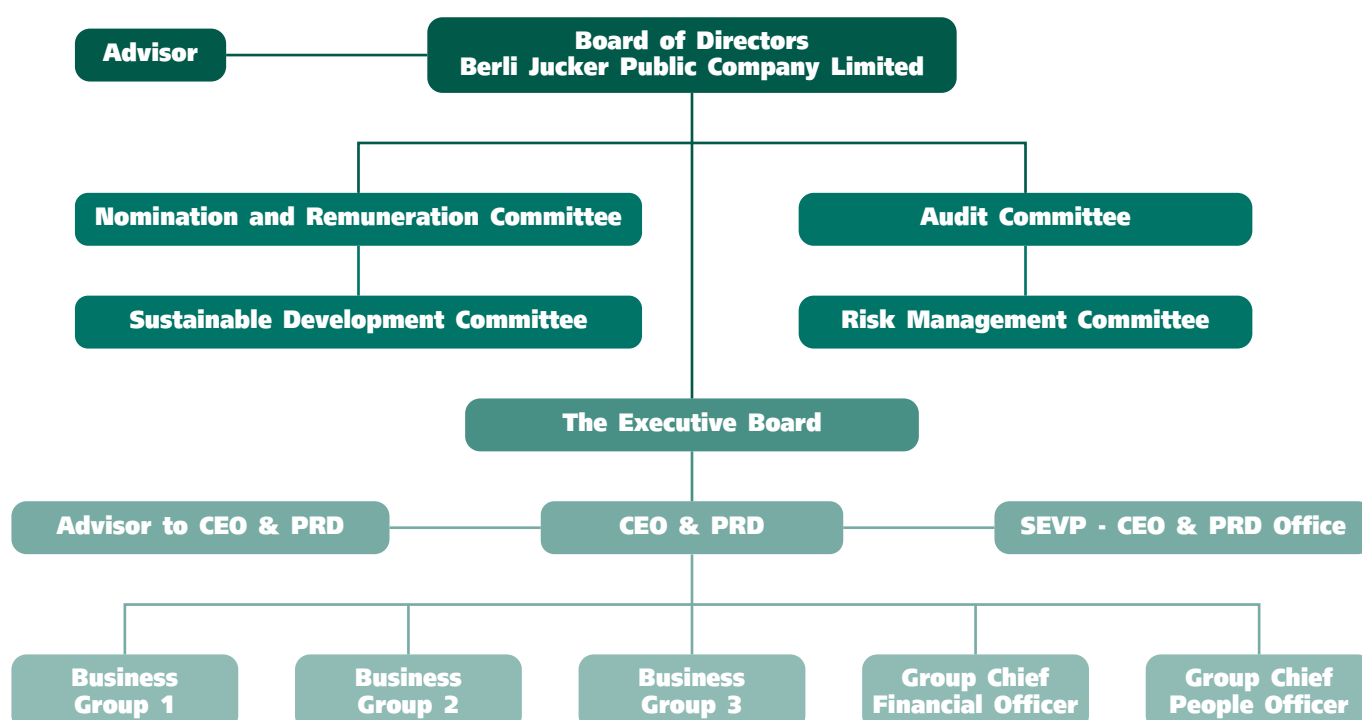 Advisor
Board of Directors
Berli Jucker Public Company Limited
Nomination and Remuneration Committee
Audit Committee
Sustainable Development Committee
Risk Management Committee
The Executive Board
Advisor to CEO & PRD
CEO & PRD
SEVP - CEO & PRD Office
Business
Group 1
Business
Group 2
Business
Group 3
Group Chief
Financial Officer
Group Chief
People Officer